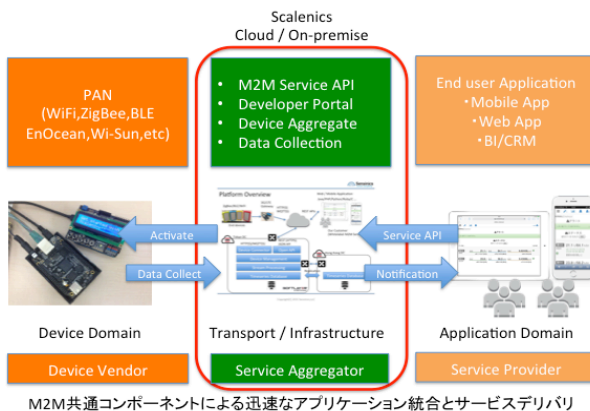 Scalenics
Cloud / On-premise
PAN
(WiFi,ZigBee,BLE
EnOcean,Wi-Sun,etc)
• M2M Service API
• Developer Portal
• Device Aggregate
• Data Collection
End user Application
・Mobile App
・Web App
・BI/CRM
Platform Overview
Activate
Service API
Data Collect
Notification
Device Domain
Transport / Infrastructure
Application Domain
Device Vendor
Service Aggregator
Service Provider
M2M共通コンポーネントによる迅速なアプリケーション統合とサービスデリバリ